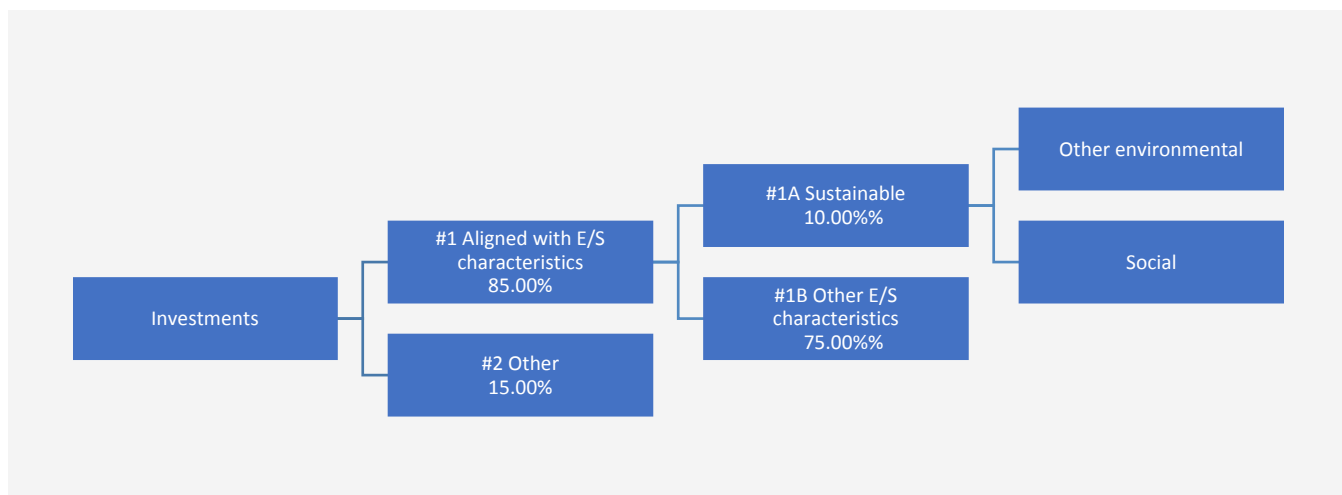 Investments
#1 Aligned with E/S
characteristics
85.00%
#2 Other
15.00%
#1A Sustainable
10.00%%
#1B Other E/S
characteristics
75.00%%
Other environmental
Social